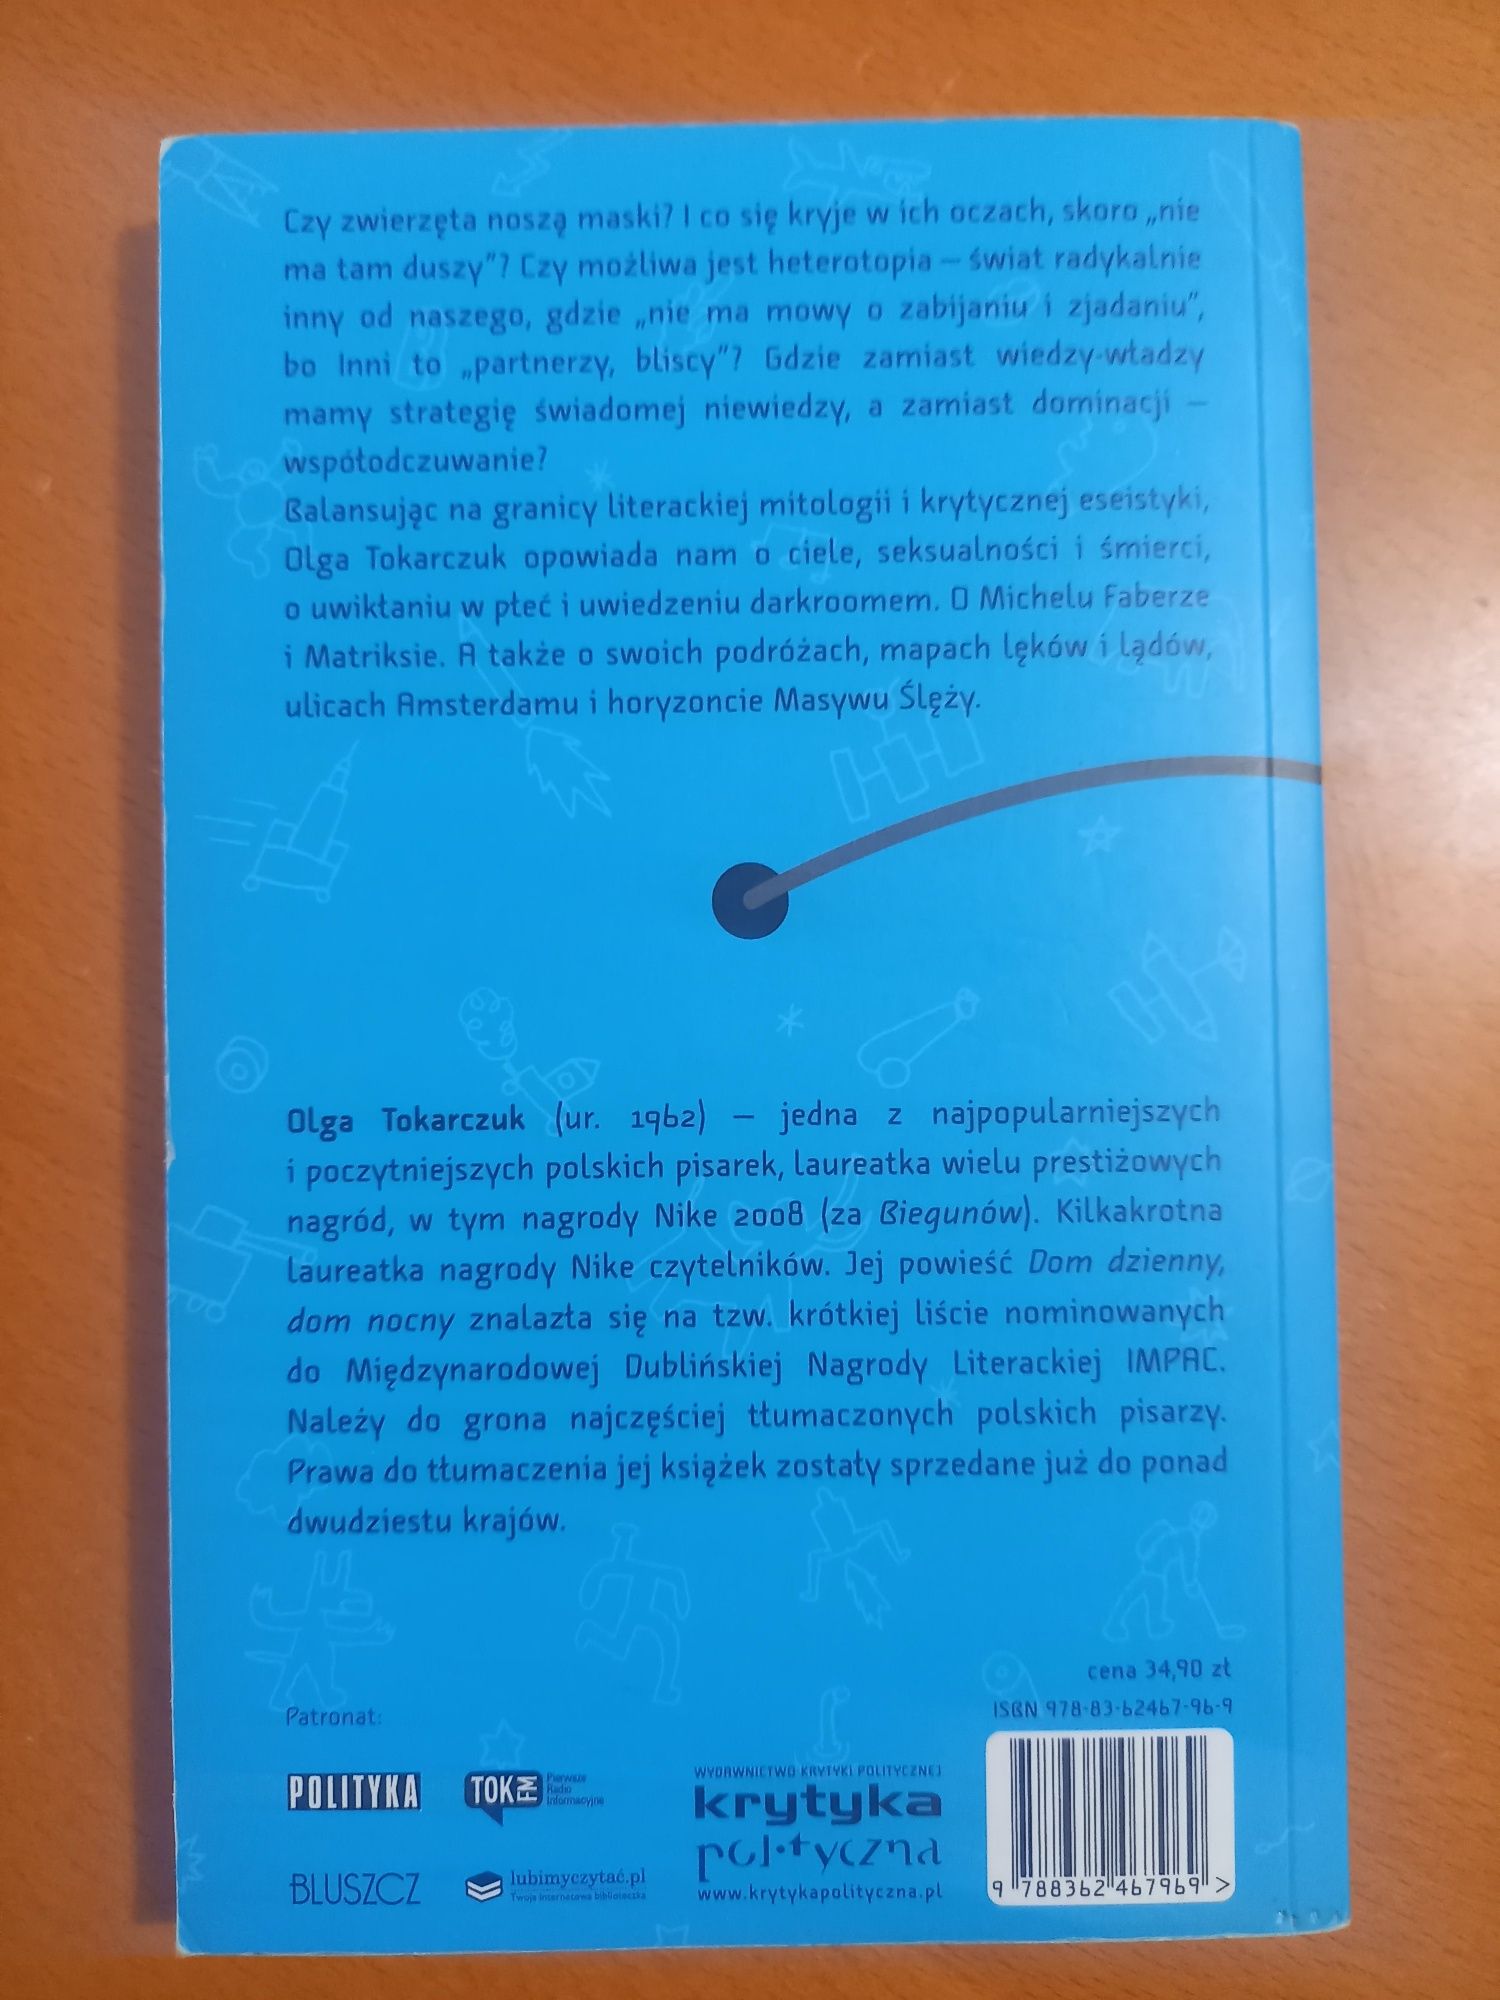 Czy zwierzęta noszą maski? I co się kryje w ich oczach, skoro „nie
ma tam duszy”? Czy możliwa jest heterotopia – świat radykalnie
inny od naszego, gdzie „nie ma mowy o zabijaniu i zjadaniu”,
bo Inni to „partnerzy, bliscy”? Gdzie zamiast wiedzy-władzy
mamy strategię świadomej niewiedzy, a zamiast dominacji –
współodczuwanie?
Balansując na granicy literackiej mitologii i krytycznej eseistyki,
Olga Tokarczuk opowiada nam o ciele, seksualności i śmierci,
o uwikłaniu w płeć i uwiedzeniu darkroomem. O Michelu Faberze
i Matriksie. A także o swoich podróżach, mapach lęków i lądów,
ulicach Amsterdamu i horyzoncie Masywu Ślęży.
Olga Tokarczuk (ur. 1962) – jedna z najpopularniejszych
i poczytniejszych polskich pisarek, laureatka wielu prestiżowych
nagród, w tym nagrody Nike 2008 (za Biegunów). Kilkakrotna
laureatka nagrody Nike czytelników. Jej powieść Dom dzienny,
dom nocny znalazła się na tzw. krótkiej liście nominowanych
do Międzynarodowej Dublińskiej Nagrody Literackiej IMPAC.
Należy do grona najczęściej tłumaczonych polskich pisarzy.
Prawa do tłumaczenia jej książek zostały sprzedane już do ponad
dwudziestu krajów.
cena 34,90 zł
ISBN 978-83-62467-96-9
Patronat:
POLITYKA
TOK FM
Pierwsze
Radio
Informacyjne
BLUSZCZ
lubimyczytać.pl
Twoja internetowa biblioteczka
WYDAWNICTWO KRYTYKI POLITYCZNEJ
krytyka
polityczna
www.krytykapolityczna.pl
9 788362 467969 >